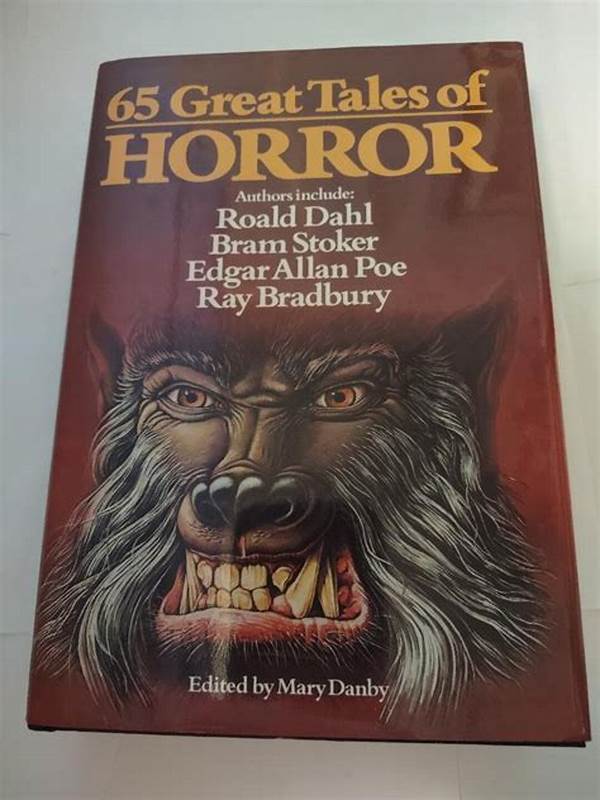 65 Great Tales of
HORROR
Authors include:
Roald Dahl
Bram Stoker
Edgar Allan Poe
Ray Bradbury
Edited by Mary Danby